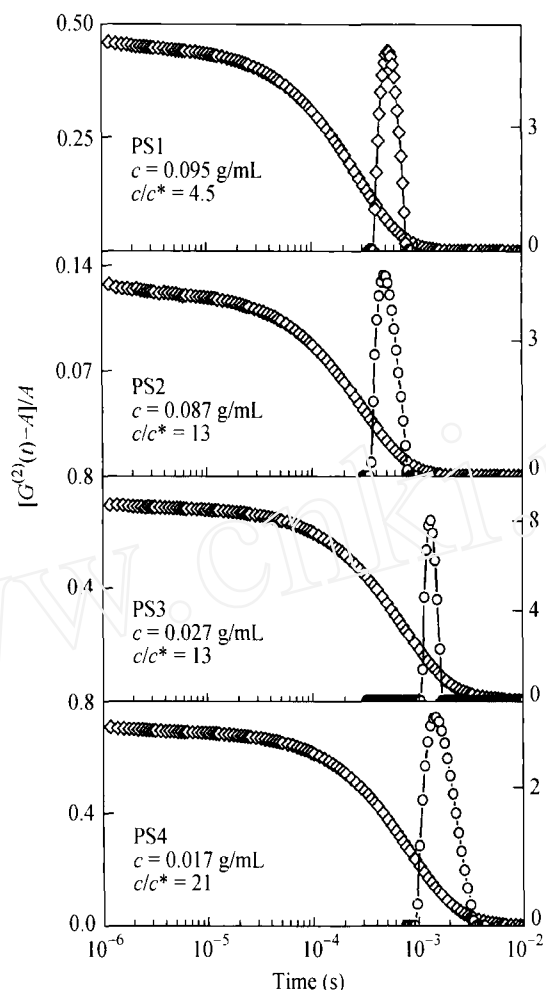 0.50
0.25
PS1
c = 0.095 g/mL
c/c* = 4.5
3
0
0.14
0.07
PS2
c = 0.087 g/mL
c/c* = 13
3
0
[G(2)(t)−A]/A
0.8
0.4
PS3
c = 0.027 g/mL
c/c* = 13
8
4
0
0.8
0.4
0.0
PS4
c = 0.017 g/mL
c/c* = 21
2
0
10−6
10−5
10−4
10−3
10−2
Time (s)